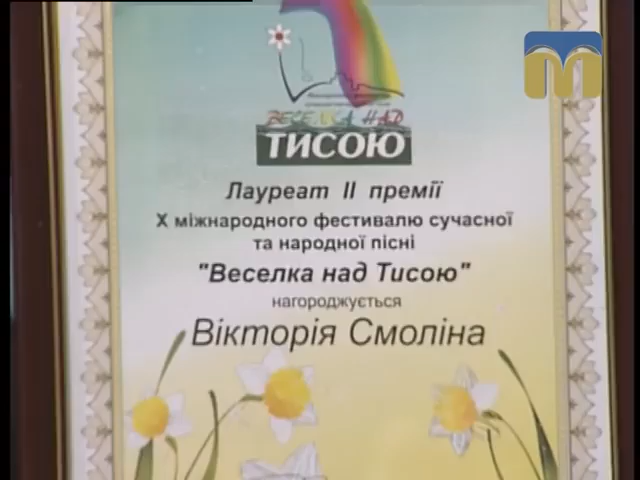 ВЕСЕЛКА НАД
ТИСОЮ
Лауреат II премії
X міжнародного фестивалю сучасної
та народної пісні
"Веселка над Тисою"
нагороджується
Вікторія Смоліна